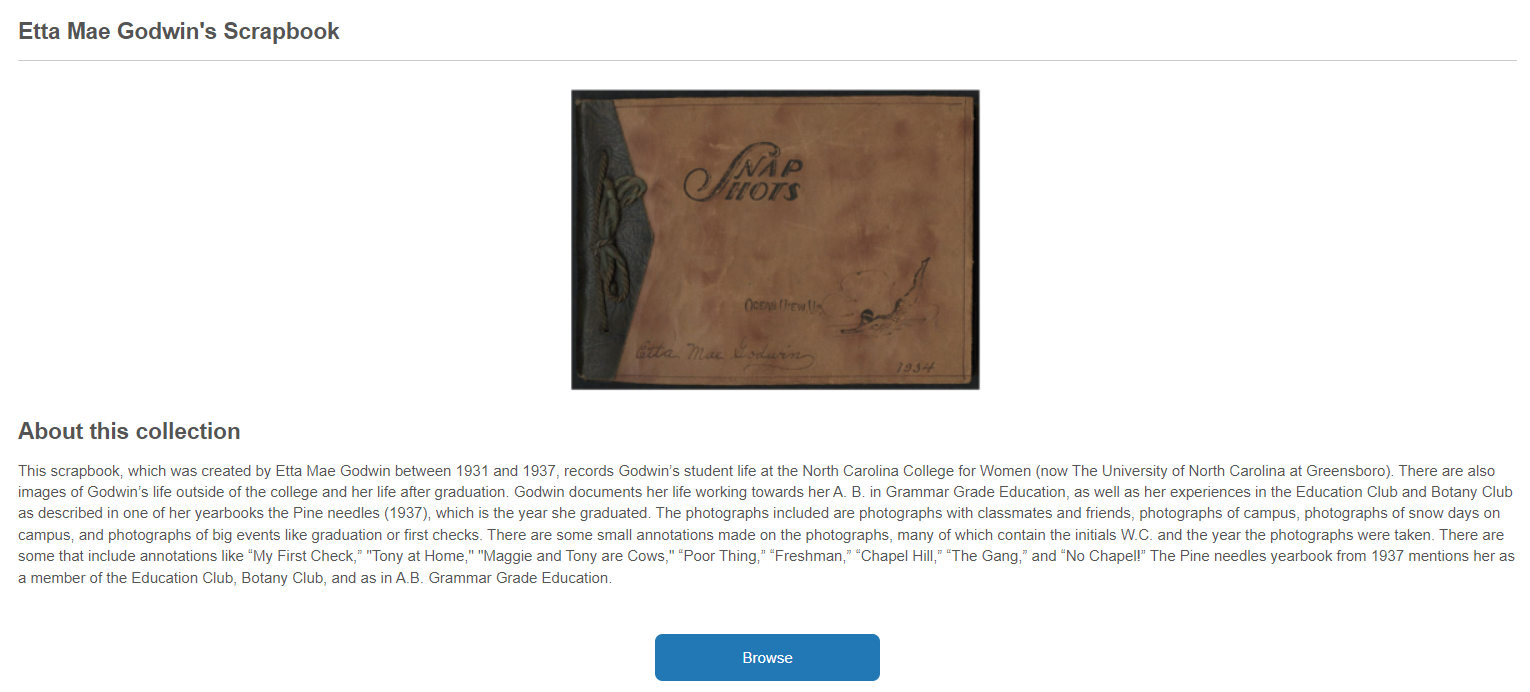 Etta Mae Godwin's Scrapbook
SNAP
SHOTS
OCEAN VIEW
Etta Mae Godwin
1934
About this collection
This scrapbook, which was created by Etta Mae Godwin between 1931 and 1937, records Godwin’s student life at the North Carolina College for Women (now The University of North Carolina at Greensboro). There are also
images of Godwin’s life outside of the college and her life after graduation. Godwin documents her life working towards her A. B. in Grammar Grade Education, as well as her experiences in the Education Club and Botany Club
as described in one of her yearbooks the Pine needles (1937), which is the year she graduated. The photographs included are photographs with classmates and friends, photographs of campus, photographs of snow days on
campus, and photographs of big events like graduation or first checks. There are some small annotations made on the photographs, many of which contain the initials W.C. and the year the photographs were taken. There are
some that include annotations like “My First Check,” "Tony at Home," "Maggie and Tony are Cows," “Poor Thing,” “Freshman,” “Chapel Hill,” “The Gang,” and “No Chapel!” The Pine needles yearbook from 1937 mentions her as
a member of the Education Club, Botany Club, and as in A.B. Grammar Grade Education.
Browse